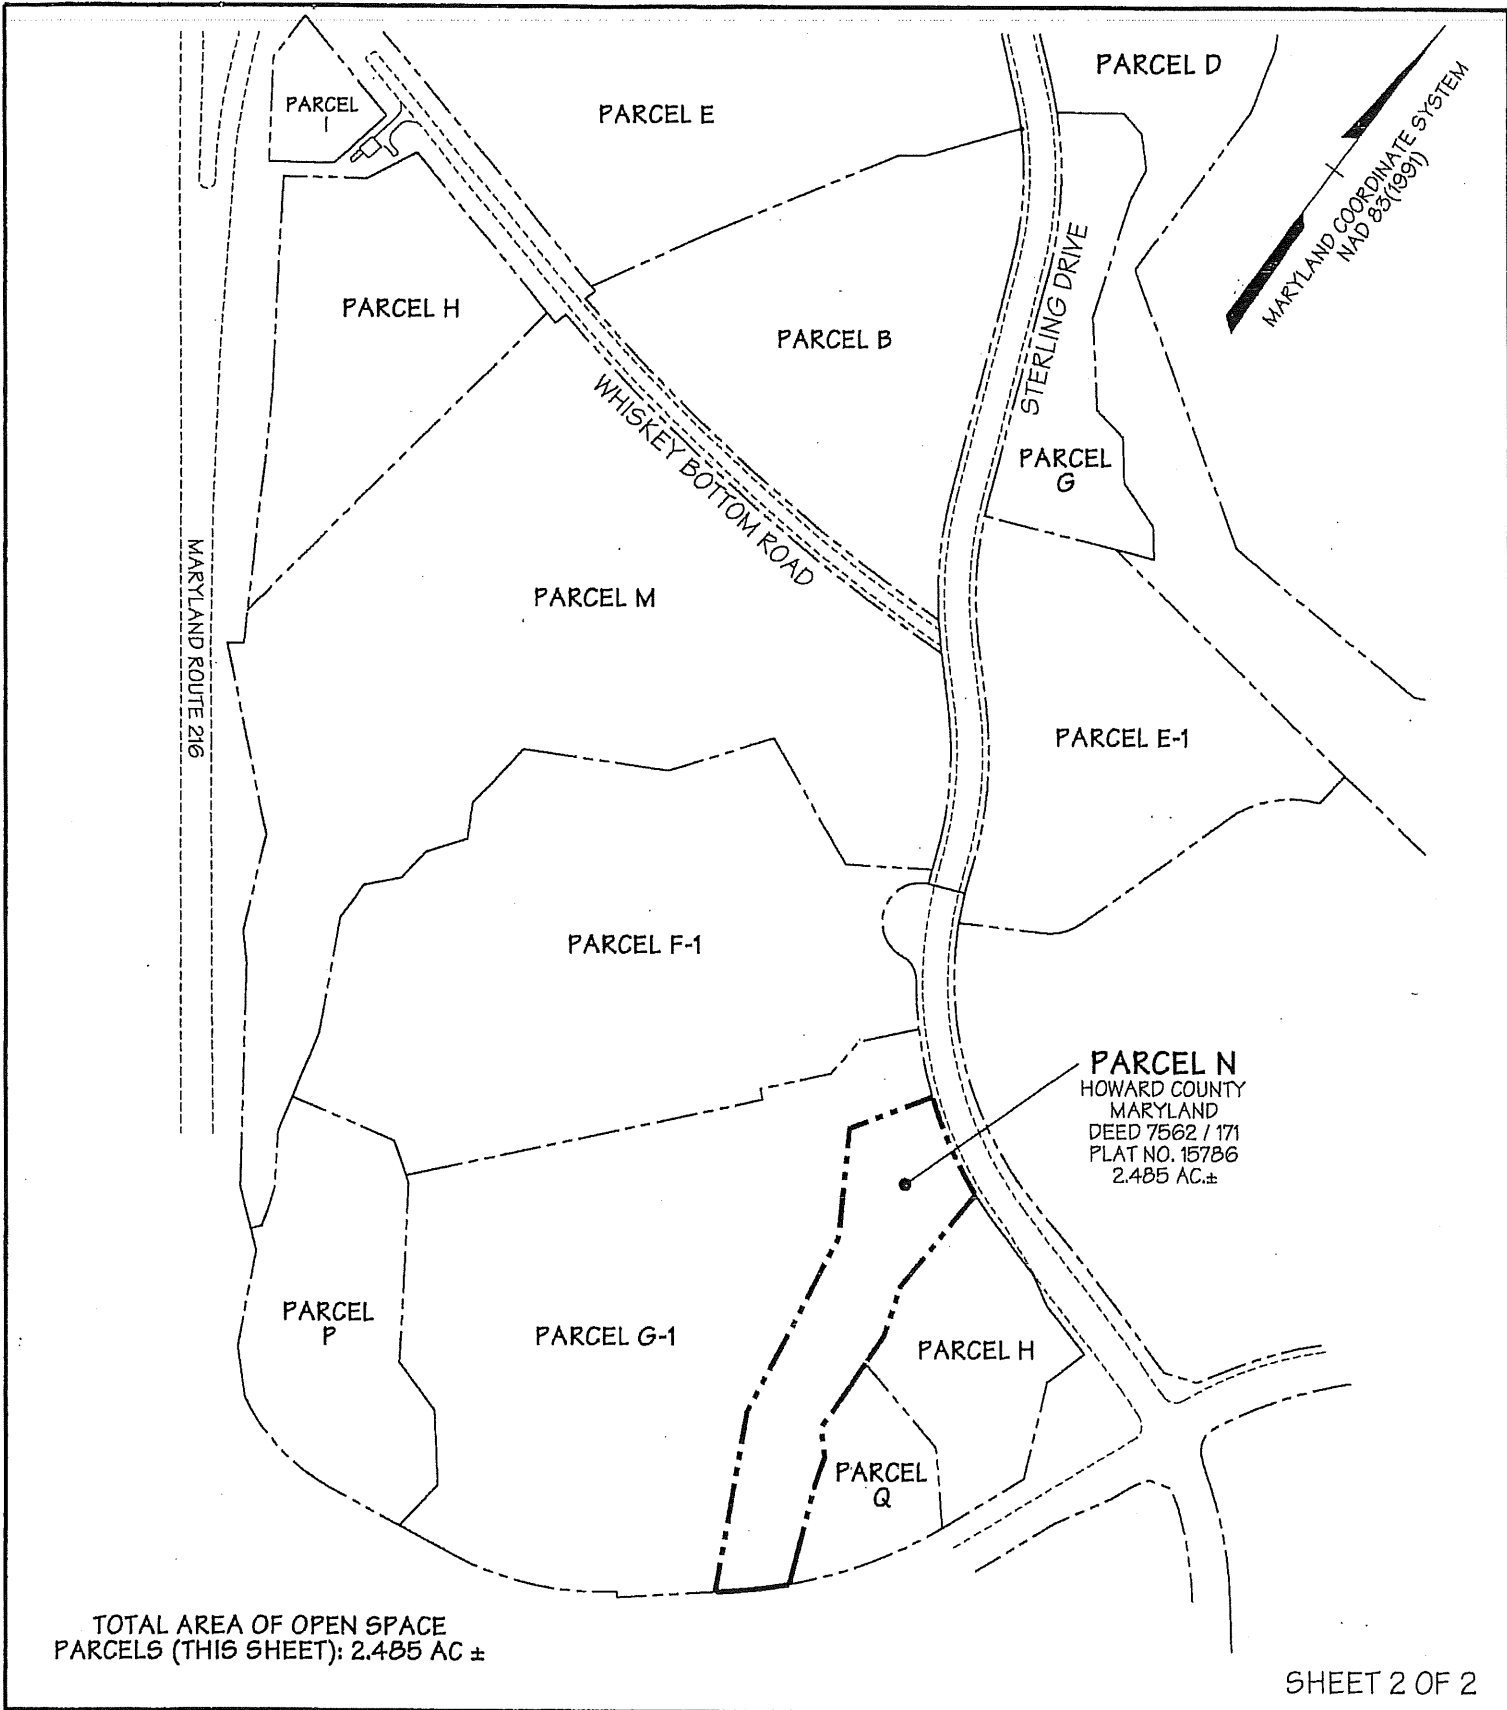 PARCEL D
PARCEL
I
PARCEL E
MARYLAND COORDINATE SYSTEM
NAD 83(1991)
PARCEL H
PARCEL B
STERLING DRIVE
WHISKEY BOTTOM ROAD
PARCEL
G
MARYLAND ROUTE 216
PARCEL M
PARCEL E-1
PARCEL F-1
PARCEL N
HOWARD COUNTY
MARYLAND
DEED 7562 / 171
PLAT NO. 15786
2.485 AC.±
PARCEL
P
PARCEL G-1
PARCEL H
PARCEL
Q
TOTAL AREA OF OPEN SPACE
PARCELS (THIS SHEET): 2.485 AC ±
SHEET 2 OF 2